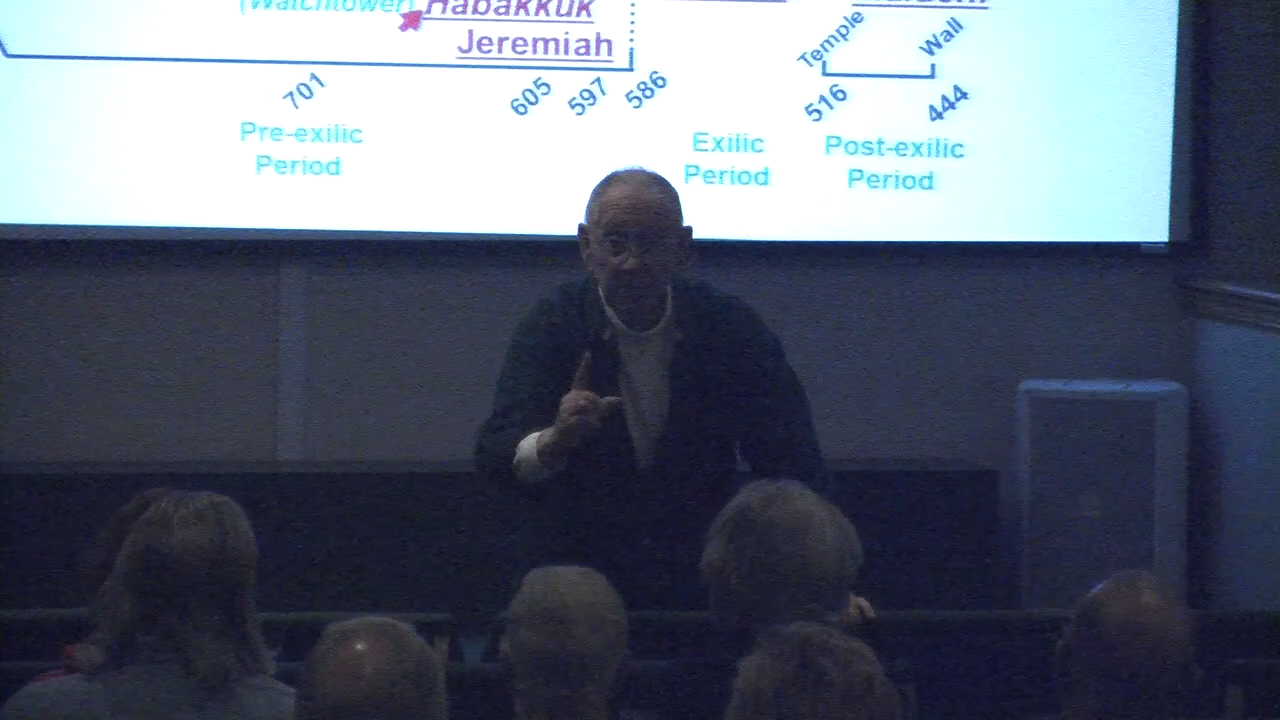 (Watchtower) Habakkuk
Jeremiah
Temple Wall
701 605 597 586 516 444
Pre-exilic
Period
Exilic
Period
Post-exilic
Period